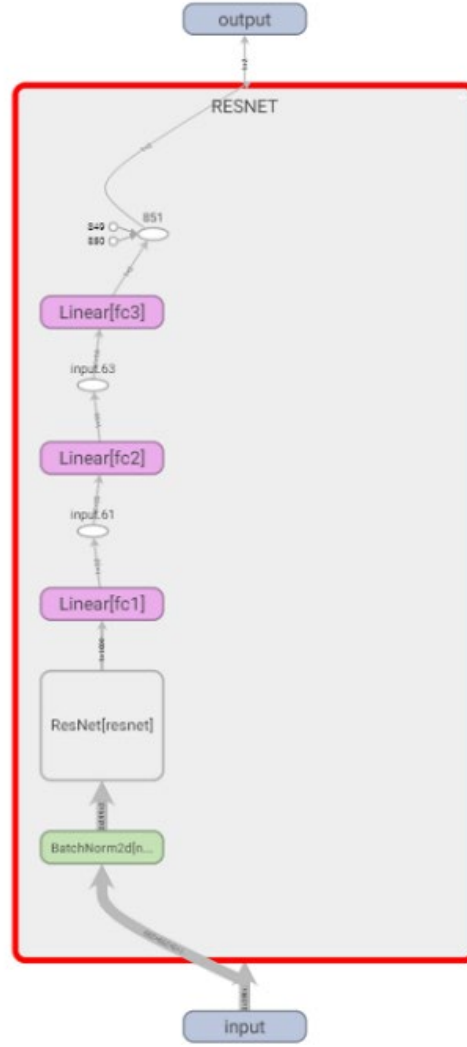 output
RESNET
851
849
850
Linear[fc3]
input.63
Linear[fc2]
input.61
Linear[fc1]
ResNet[resnet]
BatchNorm2d[n...
input